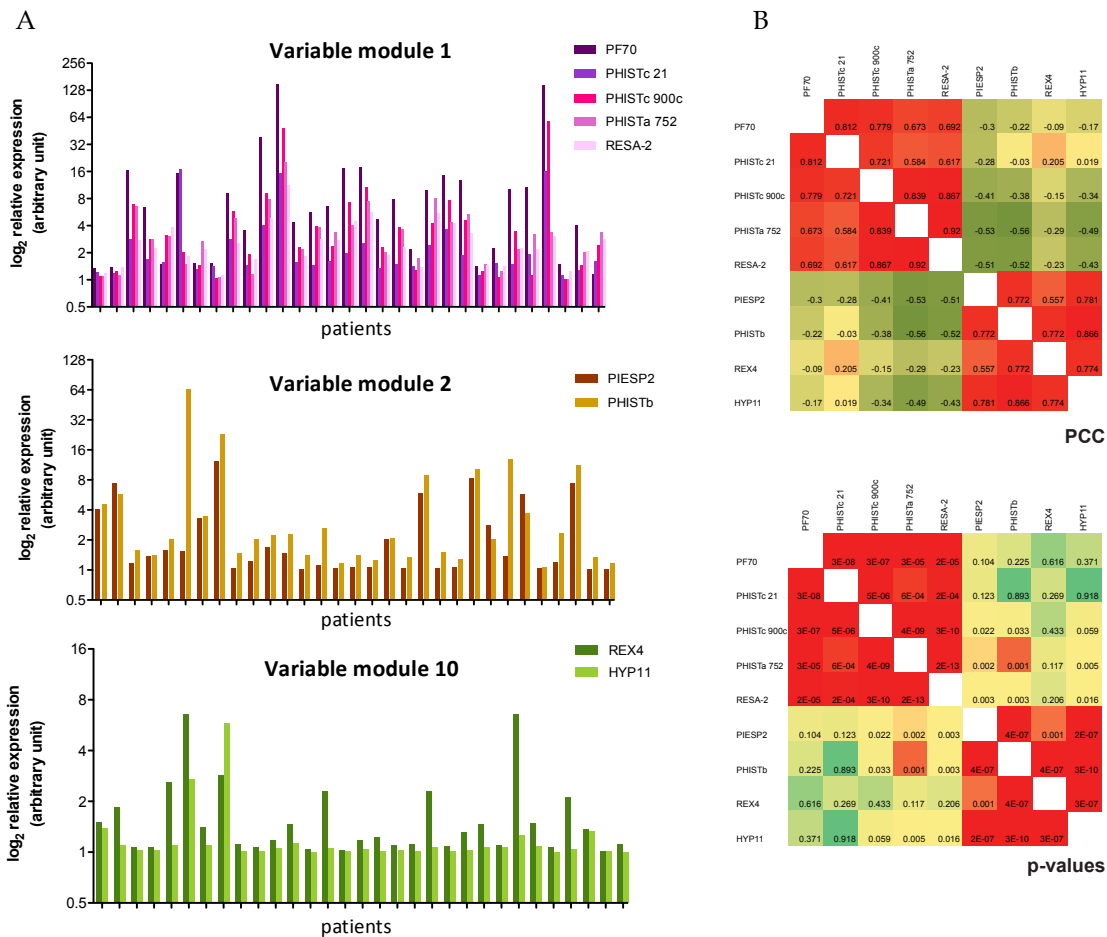 A
Variable module 1
PF70
PHISTc 21
PHISTc 900c
PHISTa 752
RESA-2
log2 relative expression
(arbitrary unit)
256
128
64
32
16
8
4
2
1
0.5
patients
Variable module 2
PIESP2
PHISTb
log2 relative expression
(arbitrary unit)
128
64
32
16
8
4
2
1
0.5
Variable module 10
REX4
HYP11
log2 relative expression
(arbitrary unit)
16
8
4
2
1
0.5
patients
B
PF70 PHISTc 21 PHISTc 900c PHISTa 752 RESA-2 PIESP2 PHISTb REX4 HYP11
PF70 0.812 0.779 0.673 0.692 -0.3 -0.22 -0.09 -0.17
PHISTc 21 0.812 0.721 0.584 0.617 -0.28 -0.03 0.205 0.019
PHISTc 900c 0.779 0.721 0.839 0.867 -0.41 -0.38 -0.15 -0.34
PHISTa 752 0.673 0.584 0.839 0.92 -0.53 -0.56 -0.29 -0.49
RESA-2 0.692 0.617 0.867 0.92 -0.51 -0.52 -0.23 -0.43
PIESP2 -0.3 -0.28 -0.41 -0.53 -0.51 0.772 0.557 0.781
PHISTb -0.22 -0.03 -0.38 -0.56 -0.52 0.772 0.772 0.866
REX4 -0.09 0.205 -0.15 -0.29 -0.23 0.557 0.772 0.774
HYP11 -0.17 0.019 -0.34 -0.49 -0.43 0.781 0.866 0.774
PCC
PF70 PHISTc 21 PHISTc 900c PHISTa 752 RESA-2 PIESP2 PHISTb REX4 HYP11
PF70 3E-08 3E-07 3E-05 2E-05 0.104 0.225 0.616 0.371
PHISTc 21 3E-08 5E-06 6E-04 2E-04 0.123 0.893 0.269 0.918
PHISTc 900c 3E-07 5E-06 4E-09 3E-10 0.022 0.033 0.433 0.059
PHISTa 752 3E-05 6E-04 4E-09 2E-13 0.002 0.001 0.117 0.005
RESA-2 2E-05 2E-04 3E-10 2E-13 0.003 0.003 0.206 0.016
PIESP2 0.104 0.123 0.022 0.002 0.003 4E-07 0.001 2E-07
PHISTb 0.225 0.893 0.033 0.001 0.003 4E-07 4E-07 3E-10
REX4 0.616 0.269 0.433 0.117 0.206 0.001 4E-07 3E-07
HYP11 0.371 0.918 0.059 0.005 0.016 2E-07 3E-10 3E-07
p-values